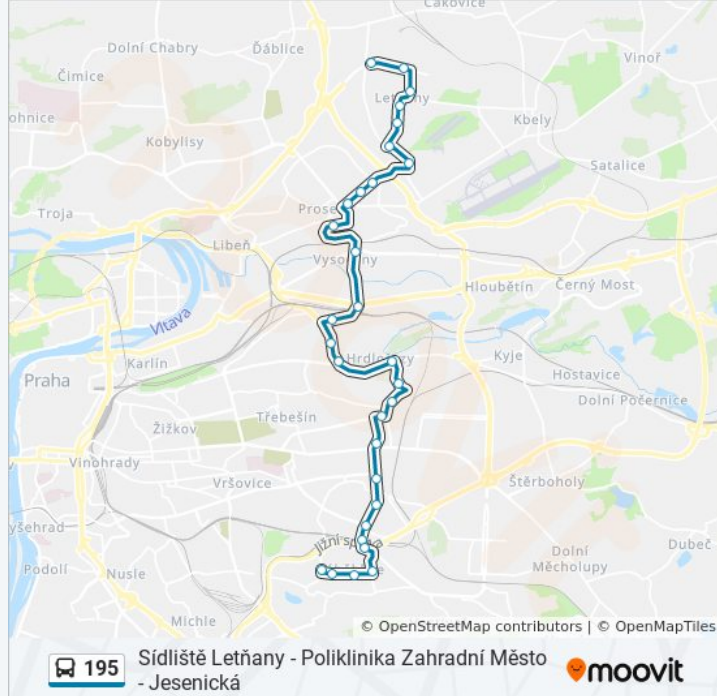 Čakovice
Dolní Chabry
Ďáblice
Vinoř
Čimice
Letňany
ohnice
Kbely
Kobylisy
Satalice
Troja
Prosek
Libeň
Vysočany
Hloubětín
Černý Most
Vltava
Karlín
Hrdlořezy
Kyje
Praha
Hostavice
Třebešín
Dolní Počernice
Žižkov
Vinohrady
Vršovice
Štěrboholy
yšehrad
Jižní spojka
Dubeč
Podolí
Nusle
Dolní
Měcholupy
Michle
© OpenStreetMap contributors | © OpenMapTiles
195
Sídliště Letňany - Poliklinika Zahradní Město
- Jesenická
moovit